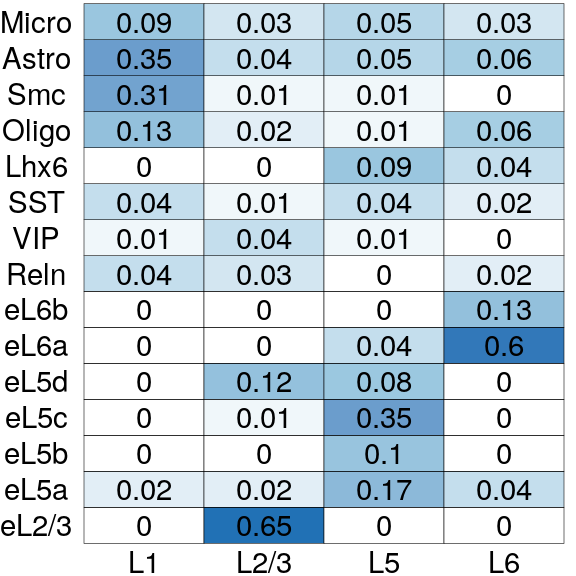 Micro 0.09 0.03 0.05 0.03
Astro 0.35 0.04 0.05 0.06
Smc 0.31 0.01 0.01 0
Oligo 0.13 0.02 0.01 0.06
Lhx6 0 0 0.09 0.04
SST 0.04 0.01 0.04 0.02
VIP 0.01 0.04 0.01 0
Reln 0.04 0.03 0 0.02
eL6b 0 0 0 0.13
eL6a 0 0 0.04 0.6
eL5d 0 0.12 0.08 0
eL5c 0 0.01 0.35 0
eL5b 0 0 0.1 0
eL5a 0.02 0.02 0.17 0.04
eL2/3 0 0.65 0 0
L1 L2/3 L5 L6